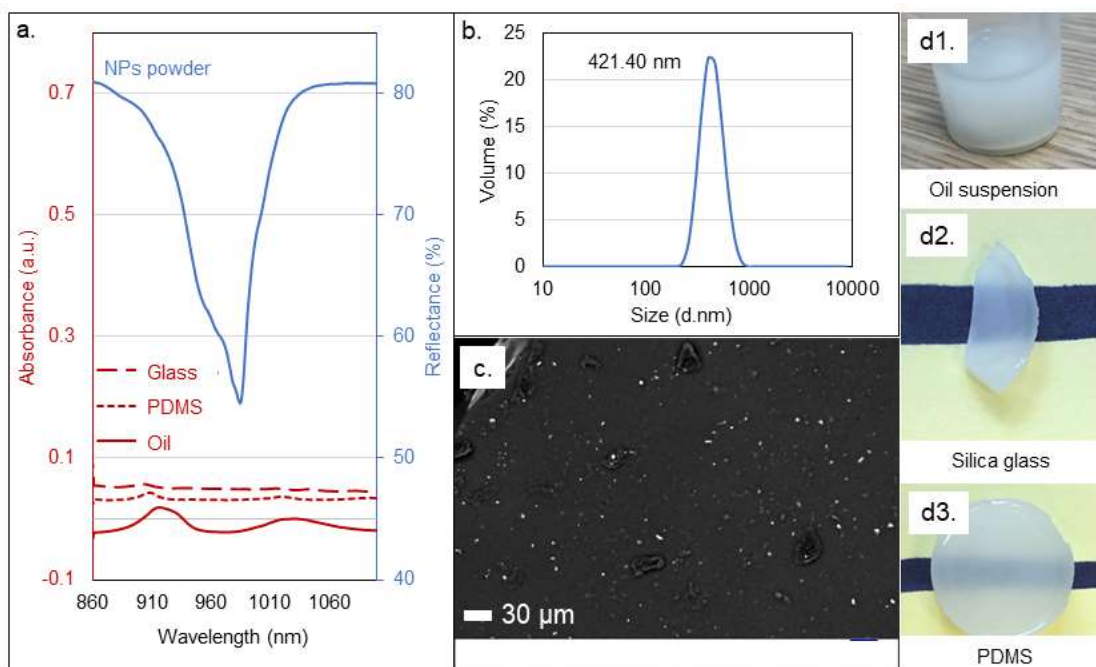 a.
NPs powder
0.7
0.5
0.3
0.1
-0.1
Absorbance (a.u.)
80
70
60
50
40
Reflectance (%)
Glass
PDMS
Oil
860
910
960
1010
1060
Wavelength (nm)
b.
25
20
15
10
5
0
Volume (%)
421.40 nm
10
100
1000
10000
Size (d.nm)
c.
30 µm
d1.
Oil suspension
d2.
Silica glass
d3.
PDMS